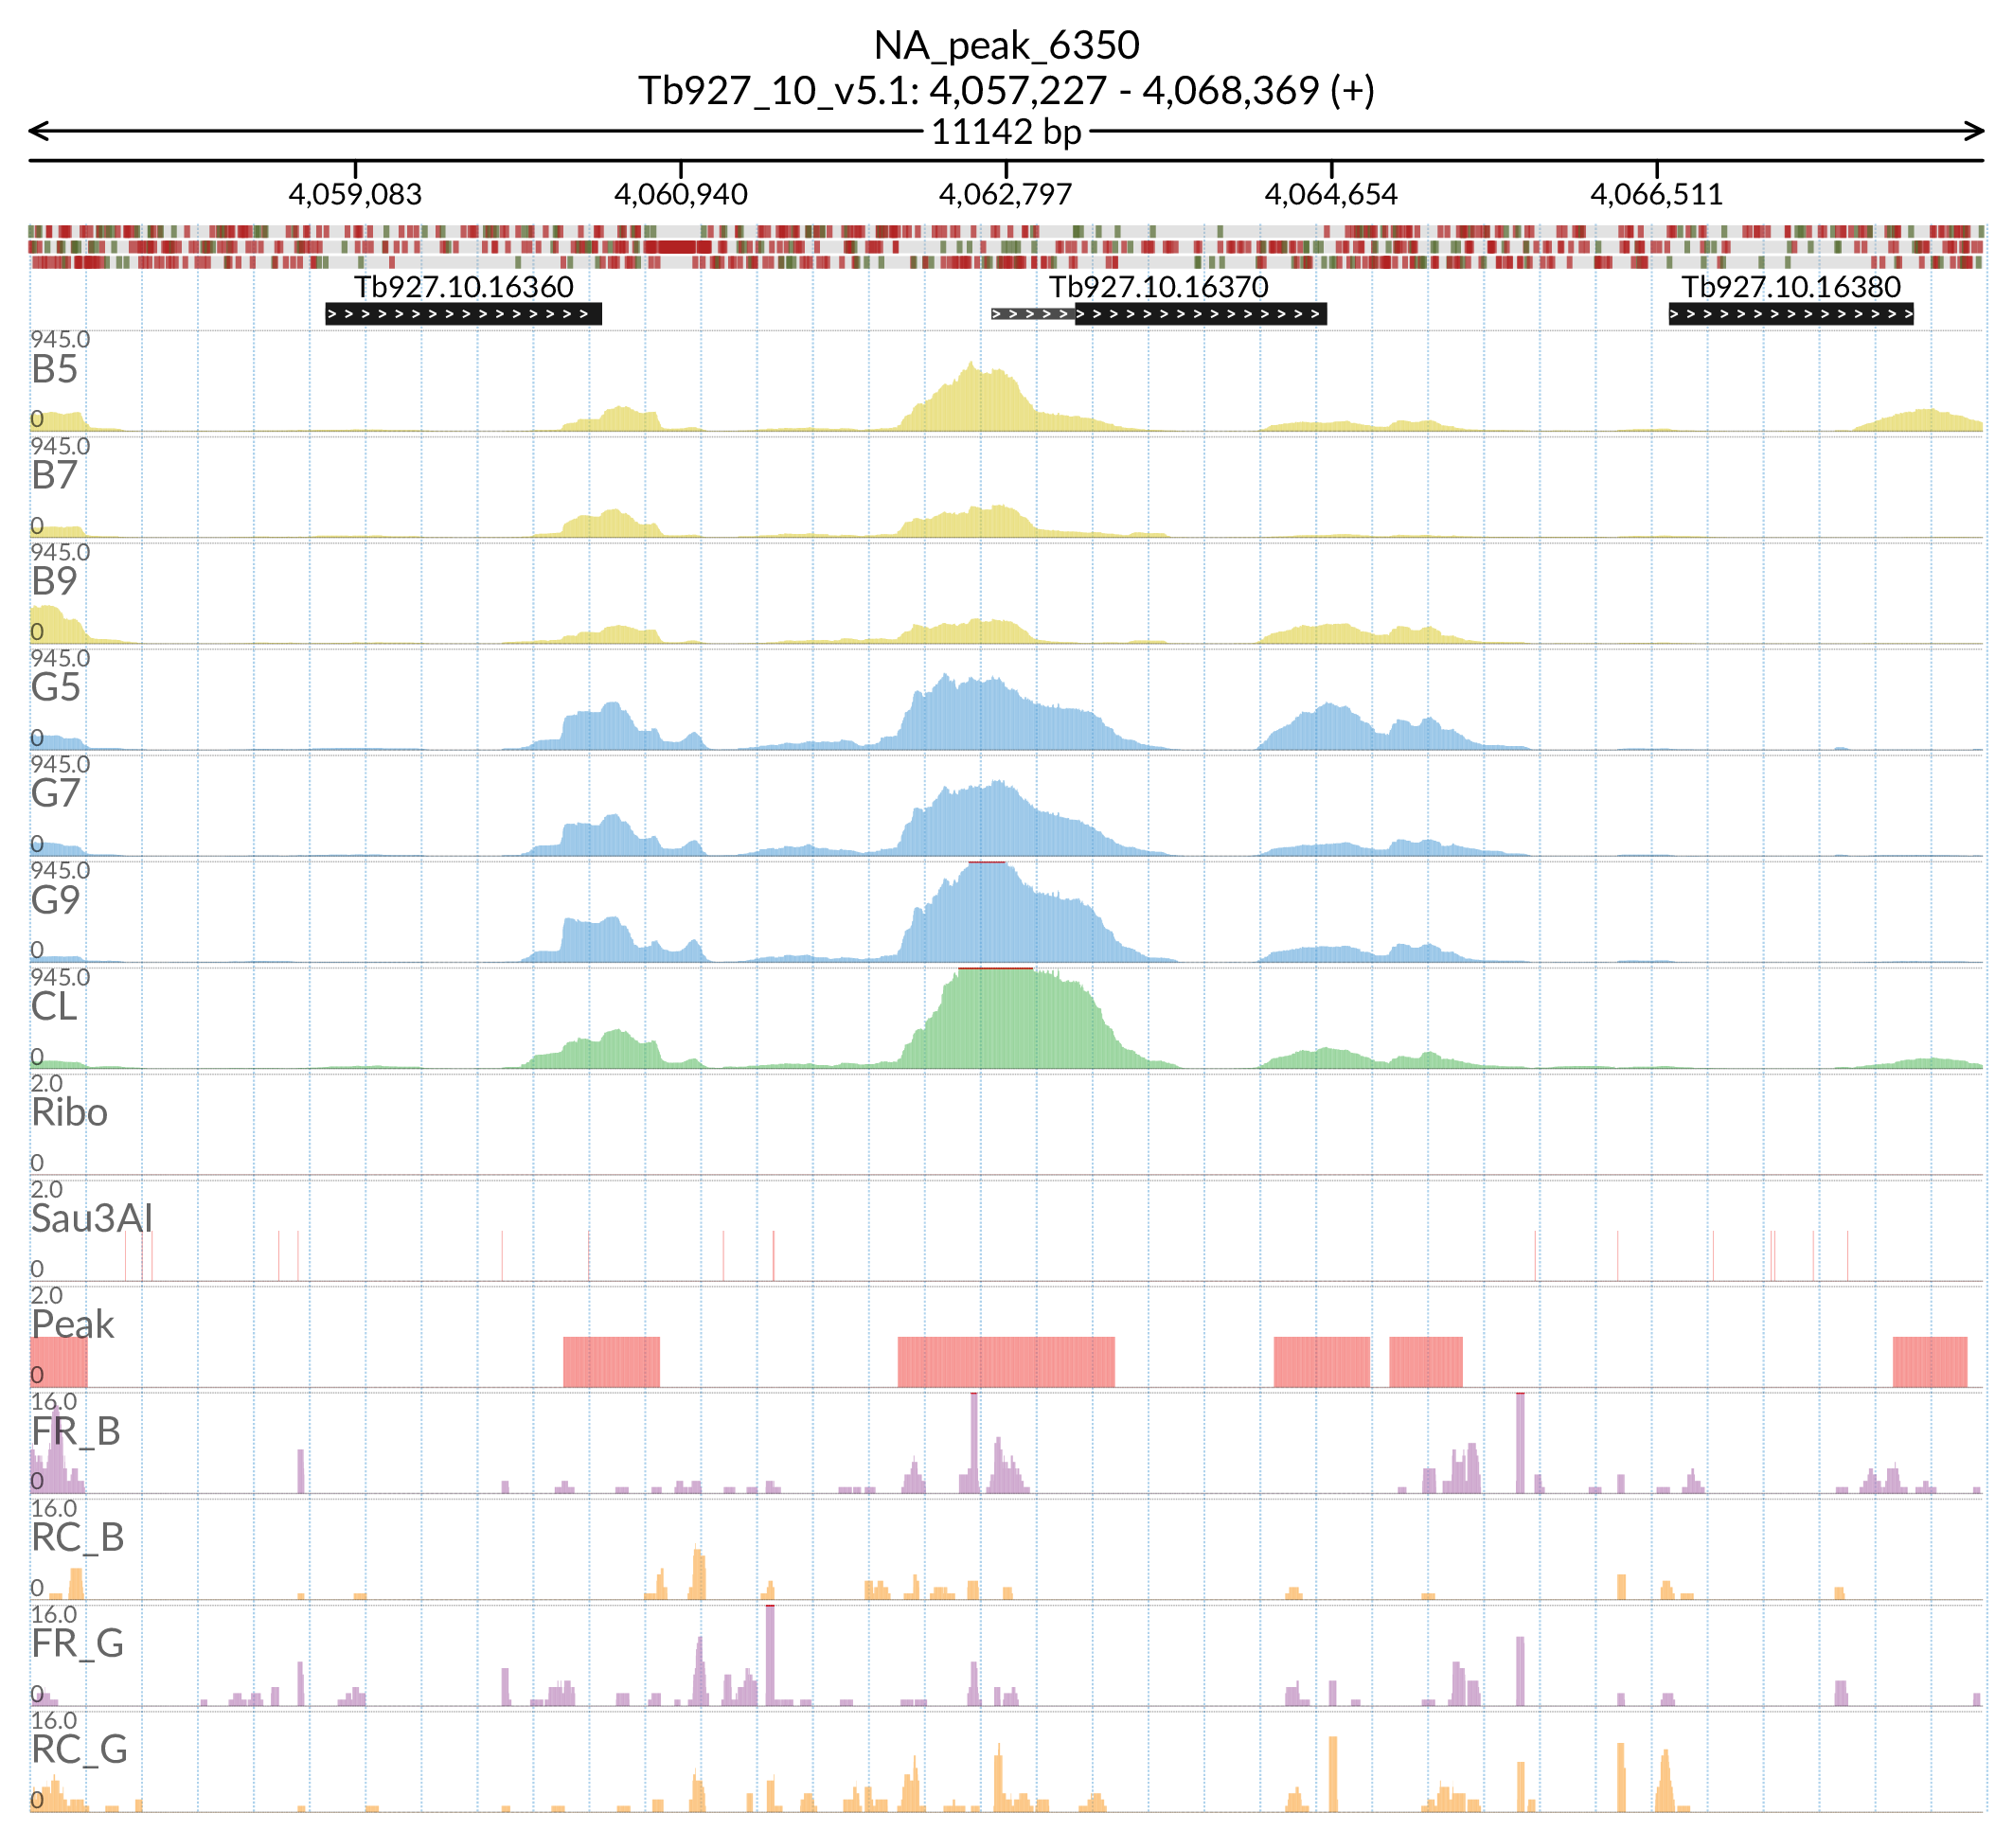 NA_peak_6350
Tb927_10_v5.1: 4,057,227 - 4,068,369 (+)
11142 bp
4,059,083 4,060,940 4,062,797 4,064,654 4,066,511
Tb927.10.16360 Tb927.10.16370 Tb927.10.16380
945.0
B5
0
945.0
B7
0
945.0
B9
0
945.0
G5
0
945.0
G7
0
945.0
G9
0
945.0
CL
0
2.0
Ribo
0
2.0
Sau3AI
0
2.0
Peak
0
16.0
FR_B
0
16.0
RC_B
0
16.0
FR_G
0
16.0
RC_G
0